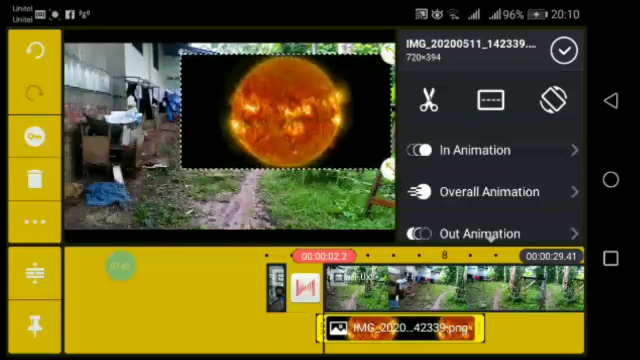 Unitel
Unitel
96% 20:10
IMG_20200511_142339....
720×394
In Animation
Overall Animation
Out Animation
00:00:02.2
8
00:00:29.41
IMG_2020...42339.png